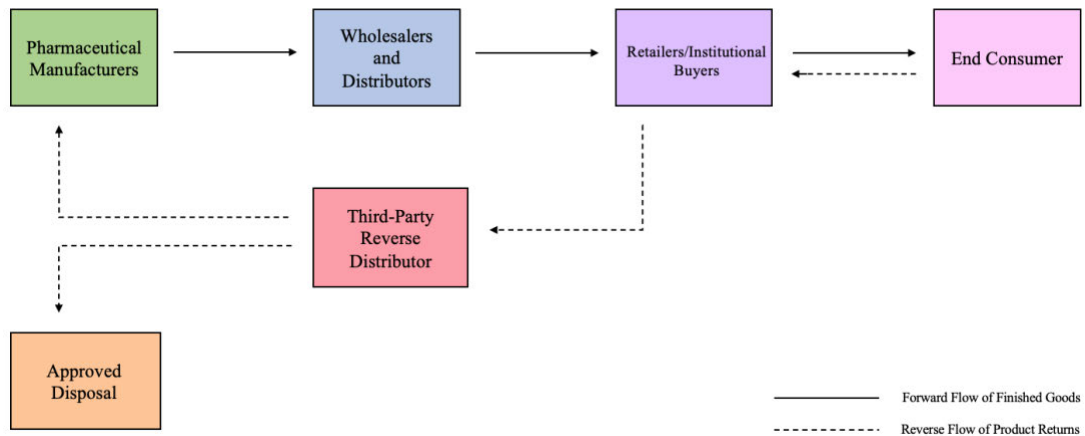 Pharmaceutical
Manufacturers
Wholesalers
and
Distributors
Retailers/Institutional
Buyers
End Consumer
Third-Party
Reverse
Distributor
Approved
Disposal
Forward Flow of Finished Goods
Reverse Flow of Product Returns